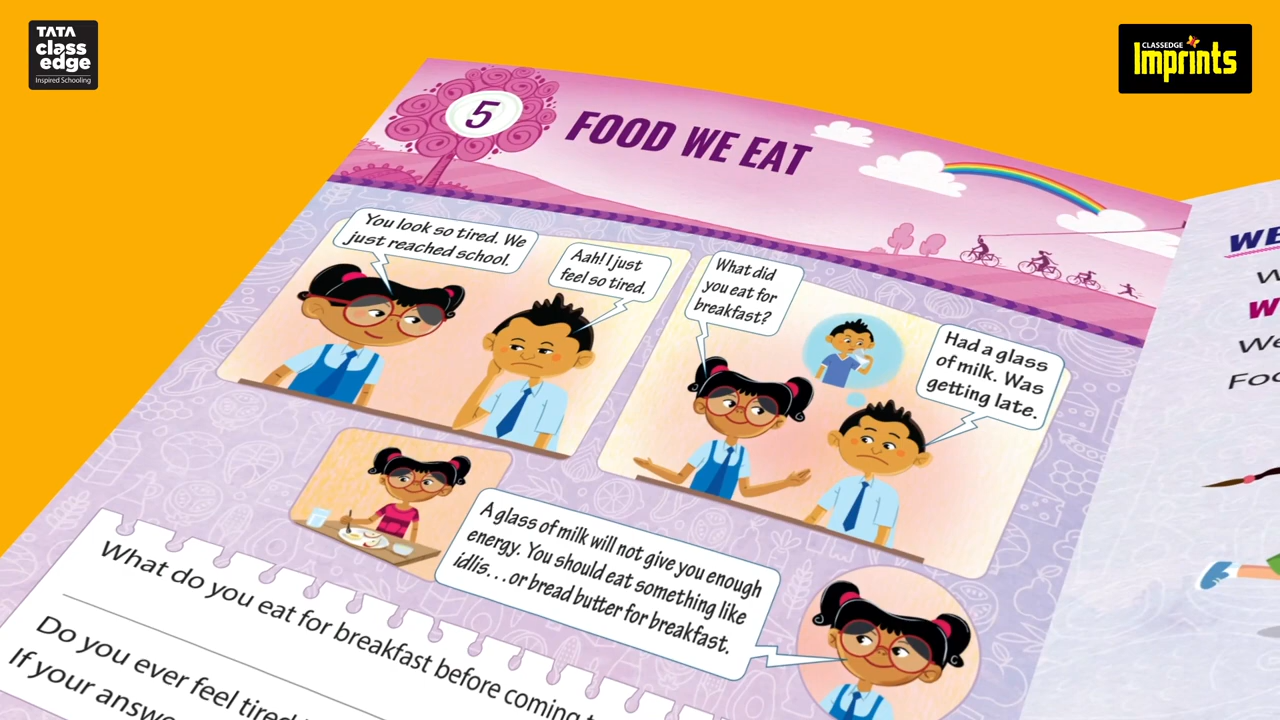 TATA
class
edge
Inspired Schooling
CLASSEDGE
Imprints
5
FOOD WE EAT
You look so tired. We
just reached school.
Aah! I just
feel so tired.
What did
you eat for
breakfast?
Had a glass
of milk. Was
getting late.
A glass of milk will not give you enough
energy. You should eat something like
idlis...or bread butter for breakfast.
What do you eat for breakfast before coming
Do you ever feel tired
If your
WE
We